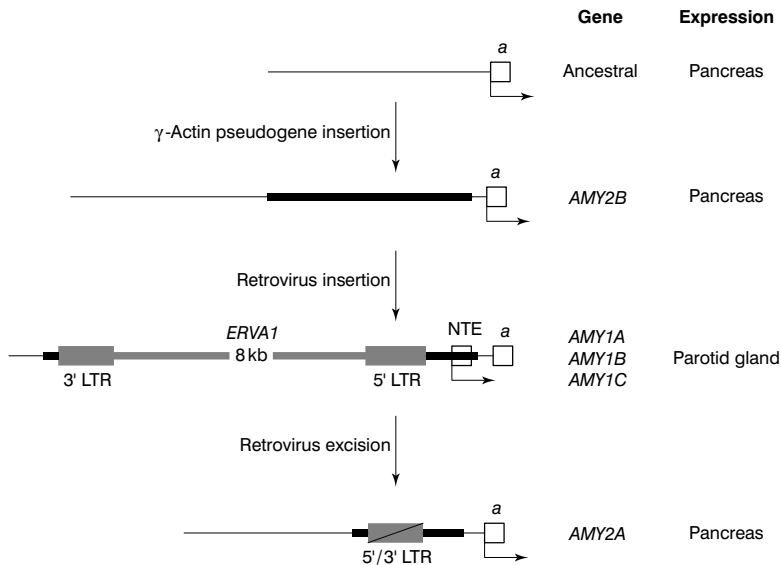 Gene Expression
a
Ancestral Pancreas
γ-Actin pseudogene insertion
a
AMY2B Pancreas
Retrovirus insertion
ERVA1 NTE a
8 kb
3' LTR 5' LTR
AMY1A
AMY1B Parotid gland
AMY1C
Retrovirus excision
a
AMY2A Pancreas
5'/3' LTR